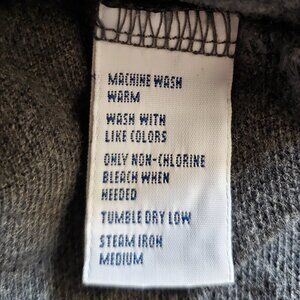 MACHINE WASH
WARM
WASH WITH
LIKE COLORS
ONLY NON-CHLORINE
BLEACH WHEN
NEEDED
TUMBLE DRY LOW
STEAM IRON
MEDIUM